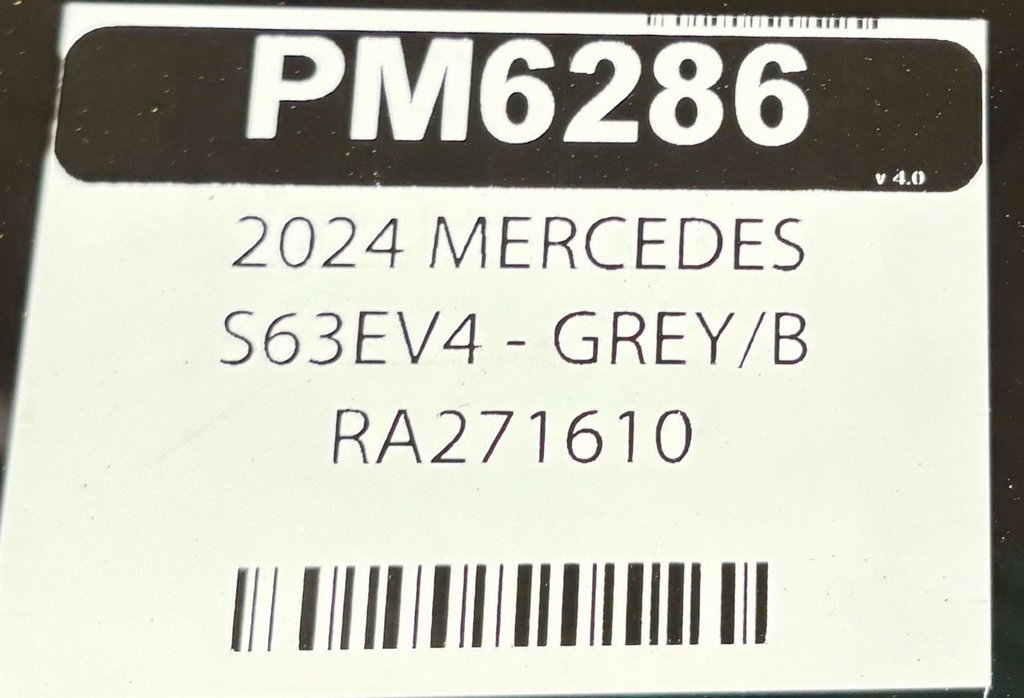 PM6286
v 4.0
2024 MERCEDES
S63EV4 - GREY/B
RA271610